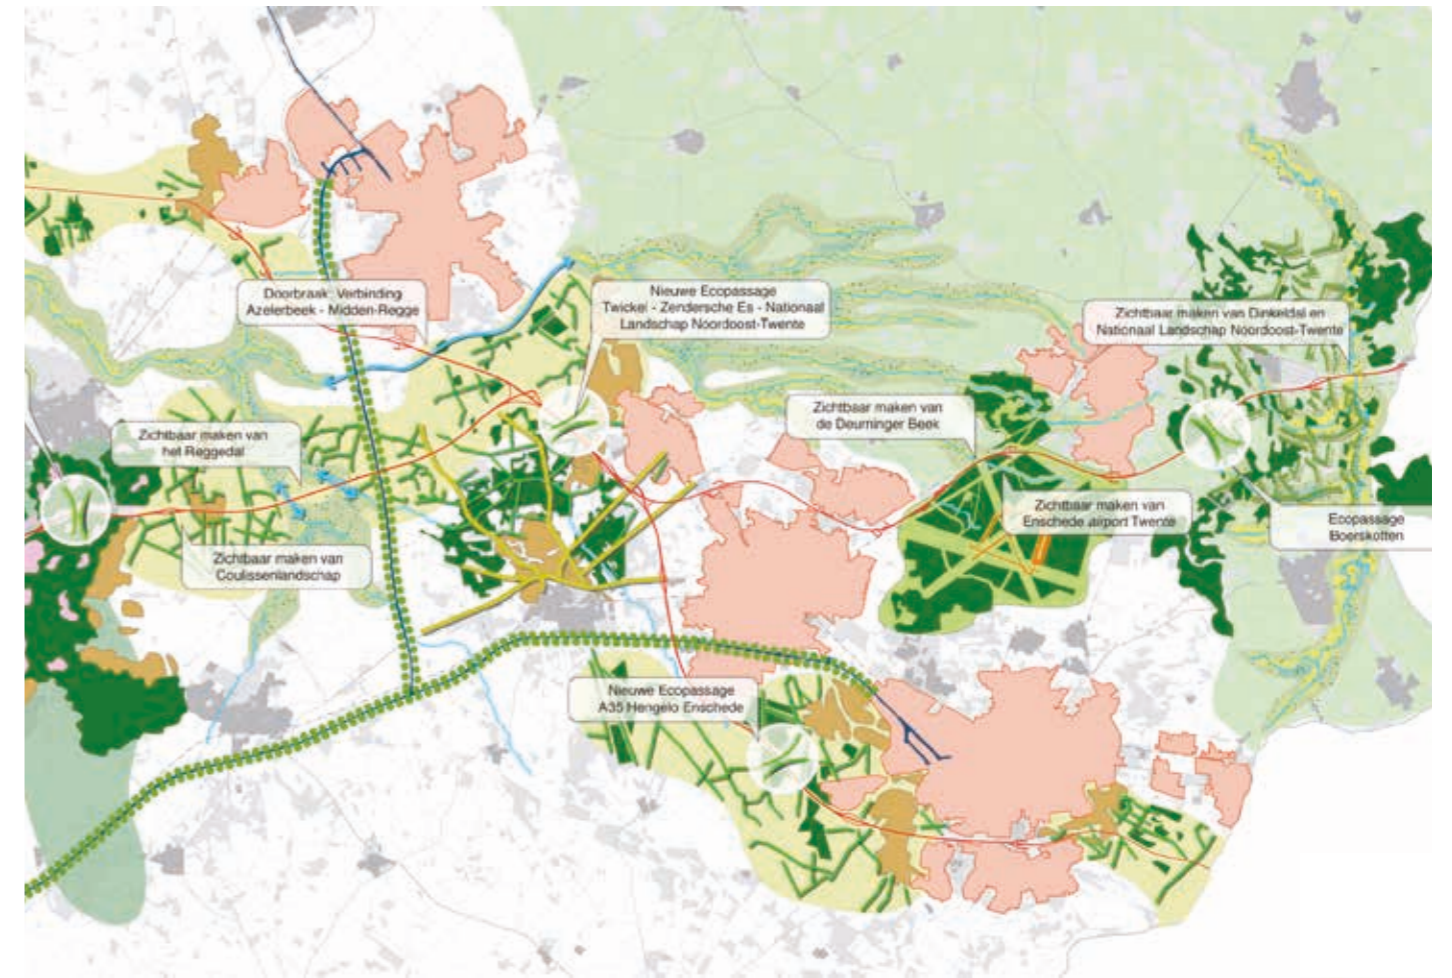 Doorbraak: Verbinding
Azelerbeek - Midden-Regge
Nieuwe Ecopassage
Twickel - Zendersche Es - Nationaal
Landschap Noordoost-Twente
Zichtbaar maken van Dinkeldal en
Nationaal Landschap Noordoost-Twente
Zichtbaar maken van
de Deurninger Beek
Zichtbaar maken van
het Reggedal
Zichtbaar maken van
Enschede airport Twente
Ecopassage
Boerskotten
Zichtbaar maken van
Coulissenlandschap
Nieuwe Ecopassage
A35 Hengelo Enschede